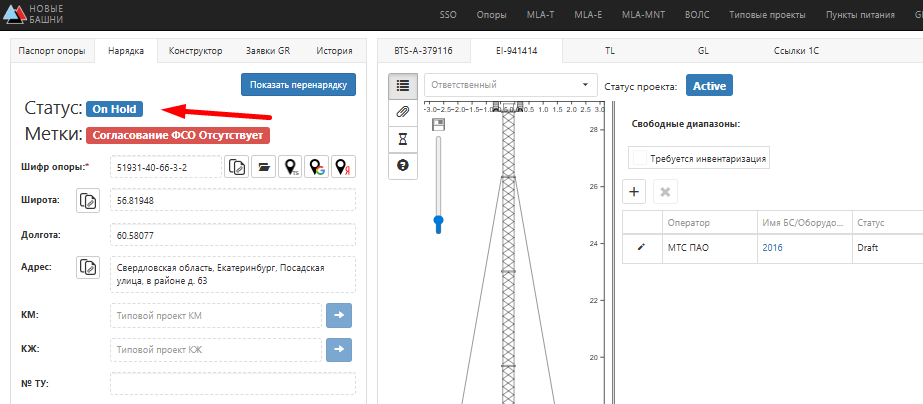 НОВЫЕ
БАШНИ
SSO Опоры MLA-T MLA-E MLA-MNT ВОЛС Типовые проекты Пункты питания
Паспорт опоры Нарядка Конструктор Заявки GR История
Показать перенарядку
Статус: On Hold
Метки: Согласование ФСО Отсутствует
Шифр опоры:* 51931-40-66-3-2
Широта: 56.81948
Долгота: 60.58077
Адрес: Свердловская область, Екатеринбург, Посадская
улица, в районе д. 63
КМ: Типовой проект КМ
КЖ: Типовой проект КЖ
№ ТУ:
BTS-A-379116 EI-941414 TL GL Ссылки 1С
Ответственный Статус проекта: Active
-3.0-2.5-2.0-1.5-1.0-0.5 0.0 0.5 1.0 1.5 2.0 2.5 3.0
28
26
24
22
20
Свободные диапазоны:
Требуется инвентаризация
Оператор Имя БС/Оборудо... Статус
МТС ПАО 2016 Draft